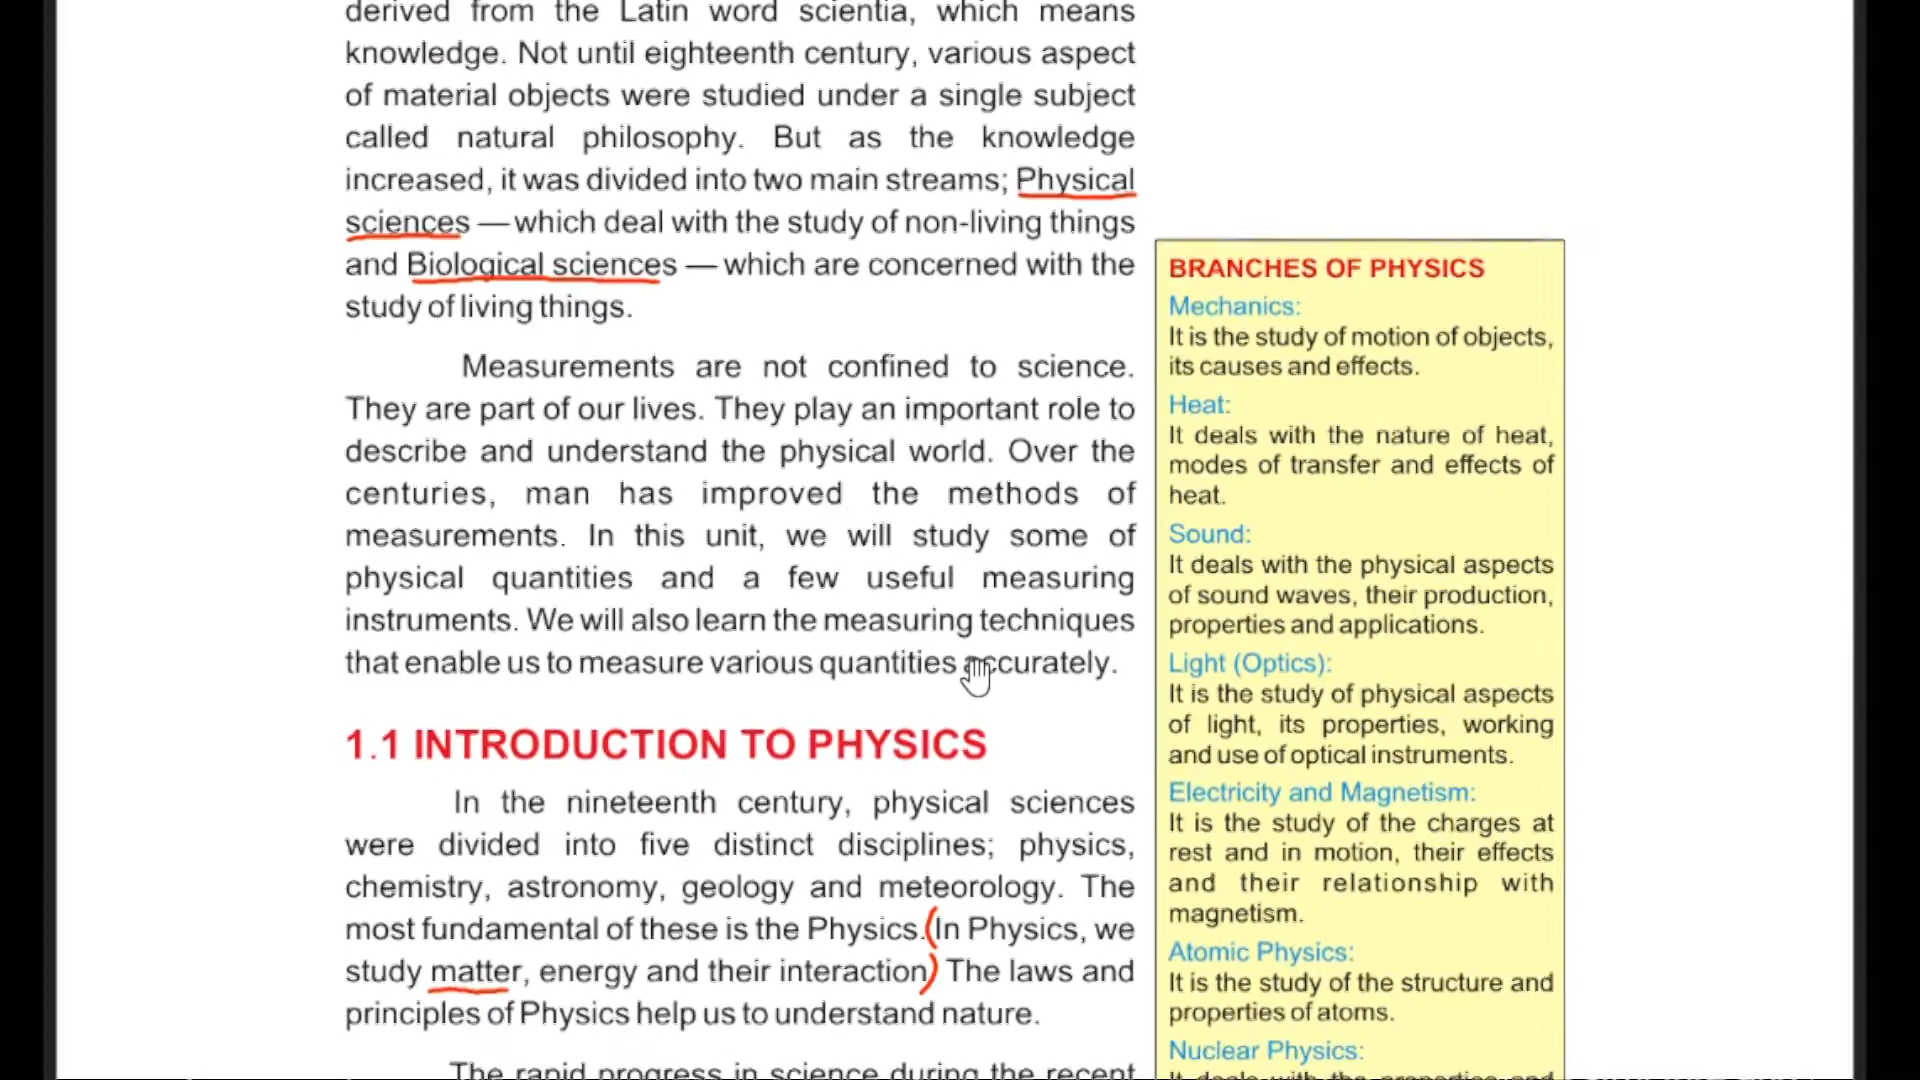 derived from the Latin word scientia, which means
knowledge. Not until eighteenth century, various aspect
of material objects were studied under a single subject
called natural philosophy. But as the knowledge
increased, it was divided into two main streams; Physical
sciences — which deal with the study of non-living things
and Biological sciences — which are concerned with the
study of living things.
Measurements are not confined to science.
They are part of our lives. They play an important role to
describe and understand the physical world. Over the
centuries, man has improved the methods of
measurements. In this unit, we will study some of
physical quantities and a few useful measuring
instruments. We will also learn the measuring techniques
that enable us to measure various quantities accurately.
1.1 INTRODUCTION TO PHYSICS
In the nineteenth century, physical sciences
were divided into five distinct disciplines; physics,
chemistry, astronomy, geology and meteorology. The
most fundamental of these is the Physics. (In Physics, we
study matter, energy and their interaction) The laws and
principles of Physics help us to understand nature.
The rapid progress in science during the recent
BRANCHES OF PHYSICS
Mechanics:
It is the study of motion of objects,
its causes and effects.
Heat:
It deals with the nature of heat,
modes of transfer and effects of
heat.
Sound:
It deals with the physical aspects
of sound waves, their production,
properties and applications.
Light (Optics):
It is the study of physical aspects
of light, its properties, working
and use of optical instruments.
Electricity and Magnetism:
It is the study of the charges at
rest and in motion, their effects
and their relationship with
magnetism.
Atomic Physics:
It is the study of the structure and
properties of atoms.
Nuclear Physics: